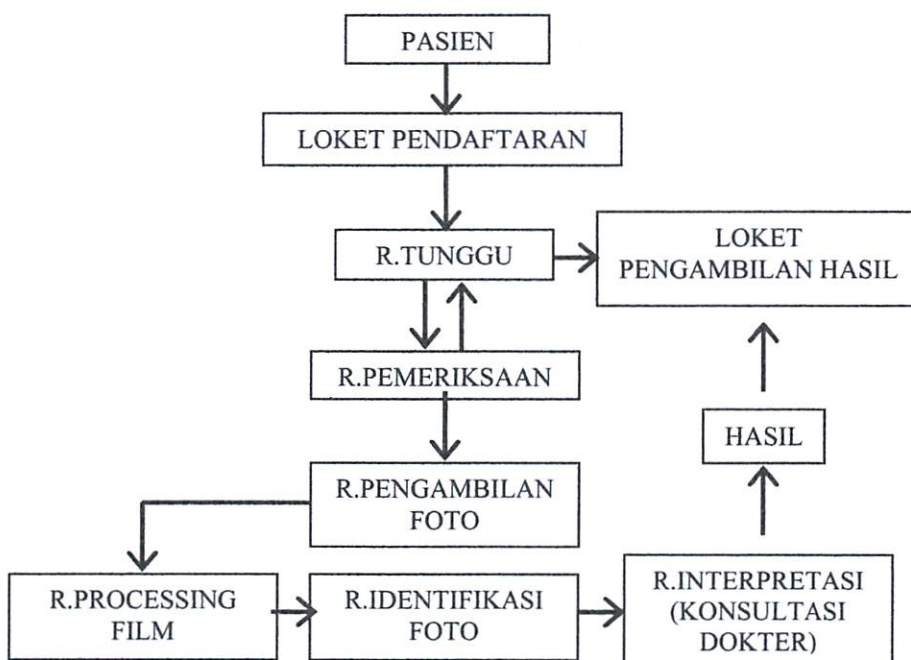 PASIEN
LOKET PENDAFTARAN
R.TUNGGU
LOKET
PENGAMBILAN HASIL
R.PEMERIKSAAN
HASIL
R.PENGAMBILAN
FOTO
R.PROCESSING
FILM
R.IDENTIFIKASI
FOTO
R.INTERPRETASI
(KONSULTASI
DOKTER)